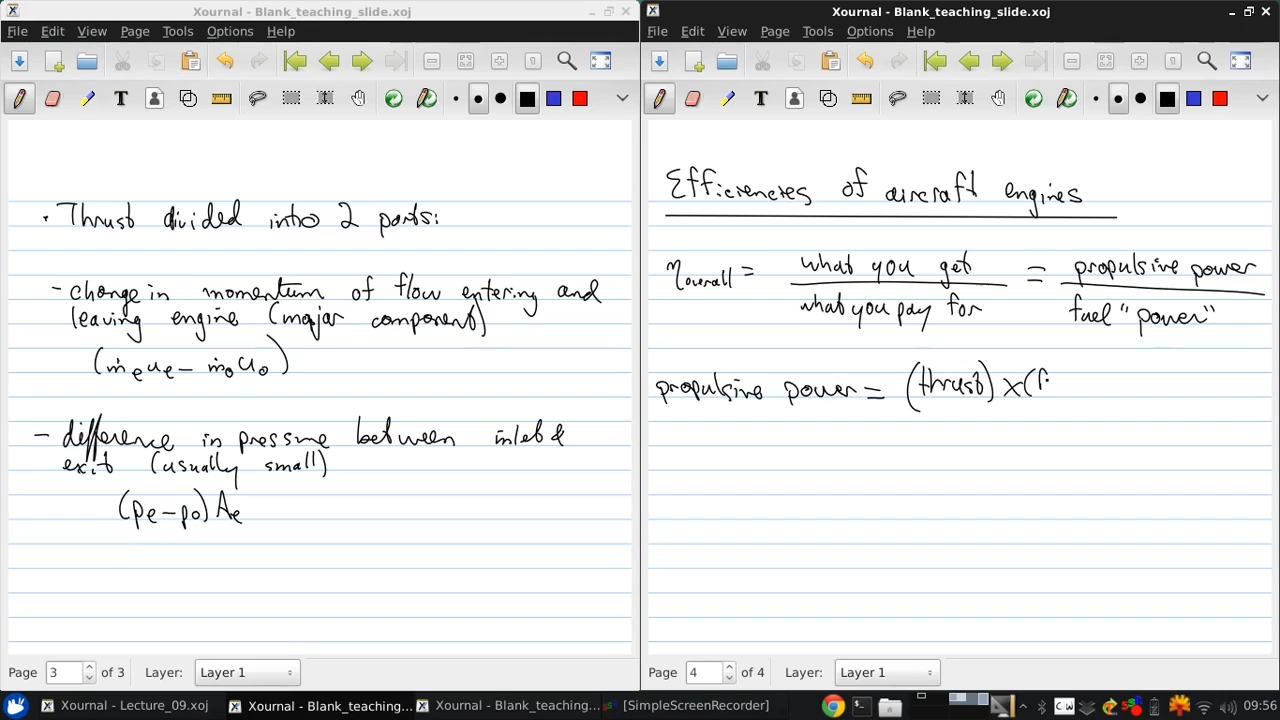 Xournal - Blank_teaching_slide.xoj
File Edit View Page Tools Options Help
· Thrust divided into 2 parts:
- change in momentum of flow entering and
leaving engine (major component)
(ṁₑuₑ - ṁ₀u₀)
- difference in pressure between inlet &
exit (usually small)
(pₑ - p₀)Aₑ
Page 3 of 3 Layer: Layer 1
Xournal - Blank_teaching_slide.xoj
File Edit View Page Tools Options Help
Efficiencies of aircraft engines
η overall = what you get / what you pay for = propulsive power / fuel "power"
propulsive power = (thrust) x (f
Page 4 of 4 Layer: Layer 1
Xournal - Lecture_09.xoj Xournal - Blank_teaching... Xournal - Blank_teaching... [SimpleScreenRecorder] 09:56